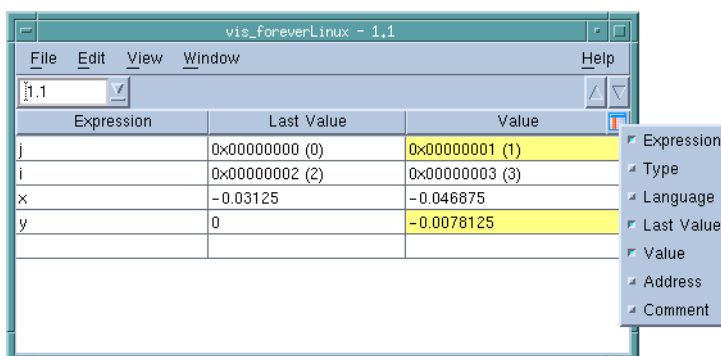 vis_foreverLinux - 1.1
File Edit View Window Help
1.1
Expression Last Value Value
j 0x00000000 (0) 0x00000001 (1)
i 0x00000002 (2) 0x00000003 (3)
x -0.03125 -0.046875
y 0 -0.0078125
Expression
Type
Language
Last Value
Value
Address
Comment